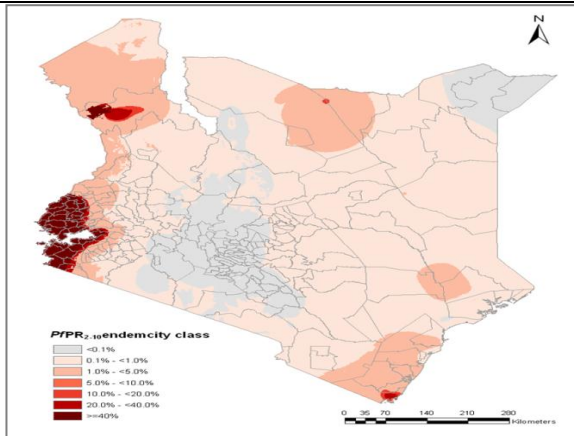 N
PfPR2-10endemcity class
<0.1%
0.1% - <1.0%
1.0% - <5.0%
5.0% - <10.0%
10.0% - <20.0%
20.0% - <40.0%
>=40%
0 35 70 140 210 280
Kilometers